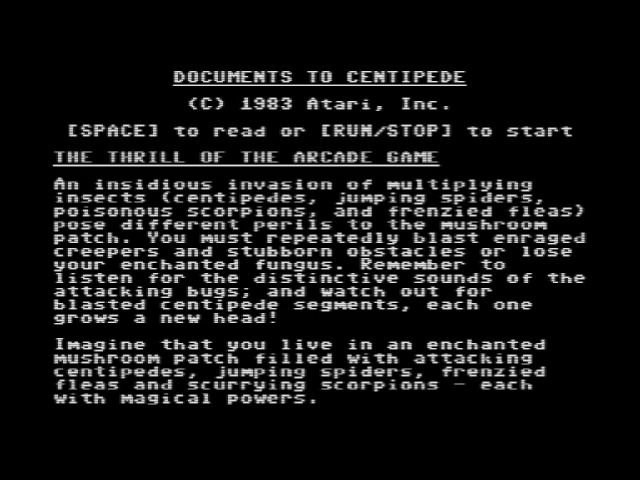 DOCUMENTS TO CENTIPEDE
(C) 1983 Atari, Inc.
[SPACE] to read or [RUN/STOP] to start
THE THRILL OF THE ARCADE GAME
An insidious invasion of multiplying
insects (centipedes, jumping spiders,
poisonous scorpions, and frenzied fleas)
pose different perils to the mushroom
patch. You must repeatedly blast enraged
creepers and stubborn obstacles or lose
your enchanted fungus. Remember to
listen for the distinctive sounds of the
attacking bugs; and watch out for
blasted centipede segments, each one
grows a new head!
Imagine that you live in an enchanted
mushroom patch filled with attacking
centipedes, jumping spiders, frenzied
fleas and scurrying scorpions - each
with magical powers.